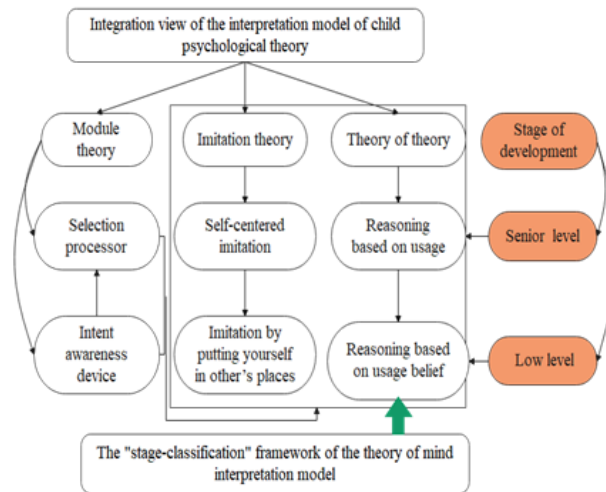 Integration view of the interpretation model of child
psychological theory
Module
theory
Imitation theory
Theory of theory
Stage of
development
Selection
processor
Self-centered
imitation
Reasoning
based on usage
Senior level
Intent
awareness
device
Imitation by
putting yourself
in other's places
Reasoning based
on usage belief
Low level
The "stage-classification" framework of the theory of mind
interpretation model